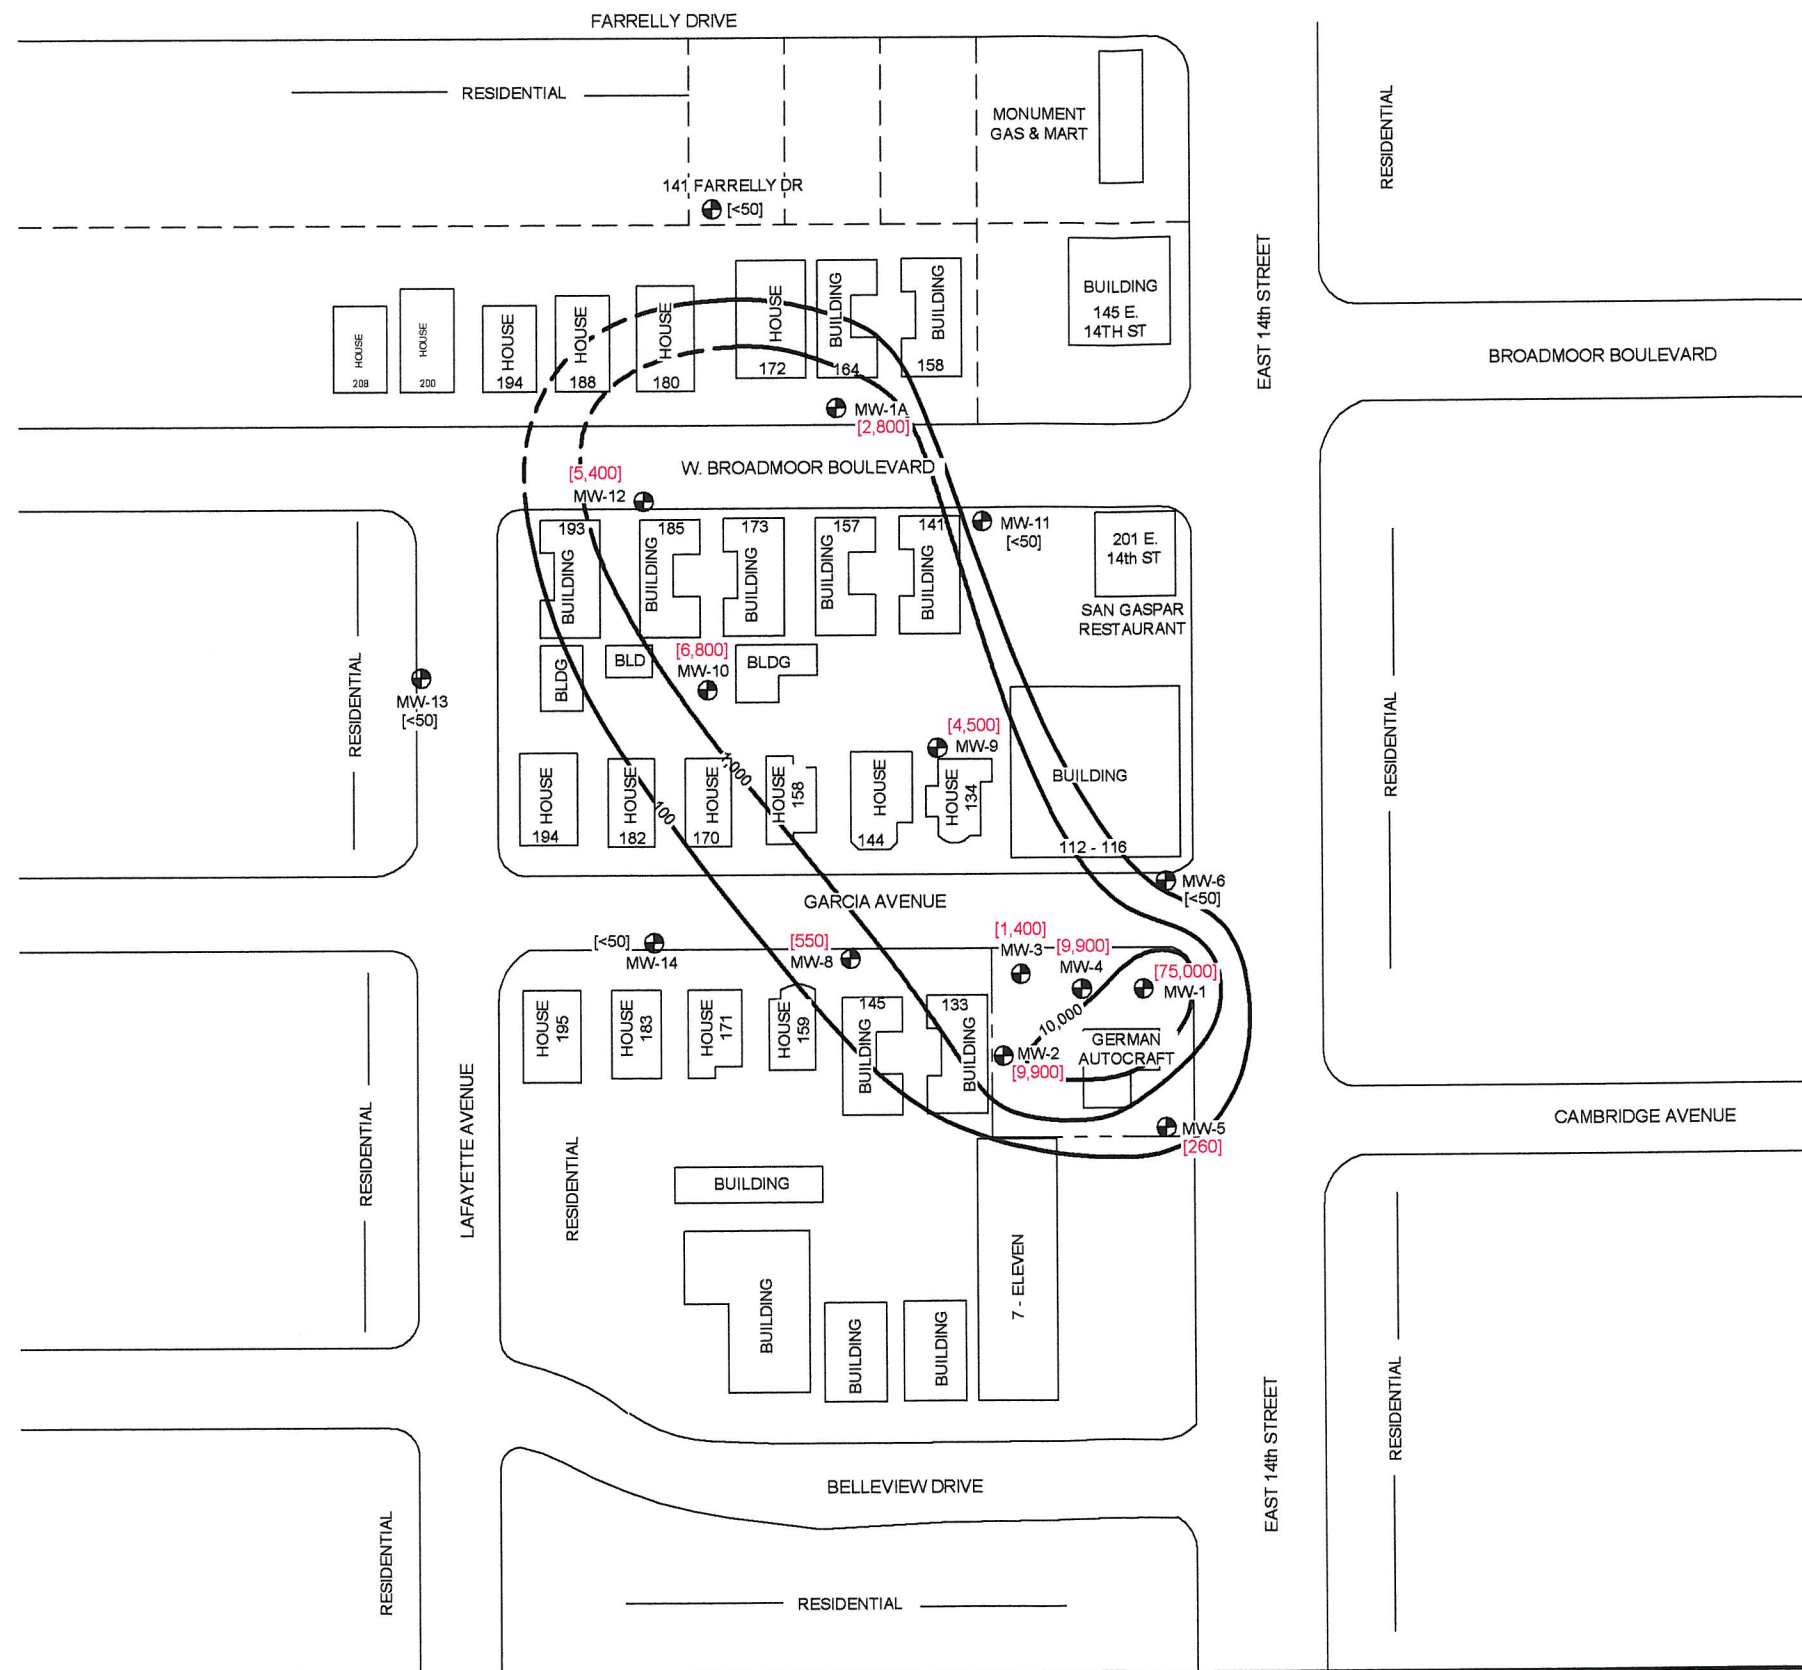 FARRELLY DRIVE
RESIDENTIAL
MONUMENT
GAS & MART
RESIDENTIAL
141 FARRELLY DR
[<50]
EAST 14th STREET
BUILDING
145 E.
14TH ST
BROADMOOR BOULEVARD
HOUSE
208
HOUSE
200
HOUSE
194
HOUSE
188
HOUSE
180
HOUSE
172
BUILDING
164
BUILDING
158
MW-1A
[2,800]
W. BROADMOOR BOULEVARD
[5,400]
MW-12
193
BUILDING
185
BUILDING
173
BUILDING
157
BUILDING
141
BUILDING
MW-11
[<50]
201 E.
14th ST
SAN GASPAR
RESTAURANT
BLDG
BLD
[6,800]
MW-10
BLDG
MW-13
[<50]
RESIDENTIAL
RESIDENTIAL
[4,500]
MW-9
BUILDING
112 - 116
HOUSE
194
HOUSE
182
HOUSE
170
HOUSE
158
HOUSE
144
HOUSE
134
1,000
100
MW-6
[<50]
GARCIA AVENUE
[<50]
MW-14
[550]
MW-8
[1,400]
MW-3
[9,900]
MW-4
[75,000]
MW-1
10,000
MW-2
[9,900]
GERMAN
AUTOCRAFT
HOUSE
195
HOUSE
183
HOUSE
171
HOUSE
159
145
BUILDING
133
BUILDING
MW-5
[260]
CAMBRIDGE AVENUE
LAFAYETTE AVENUE
RESIDENTIAL
RESIDENTIAL
BUILDING
BUILDING
BUILDING
BUILDING
7 - ELEVEN
EAST 14th STREET
RESIDENTIAL
BELLEVIEW DRIVE
RESIDENTIAL
RESIDENTIAL